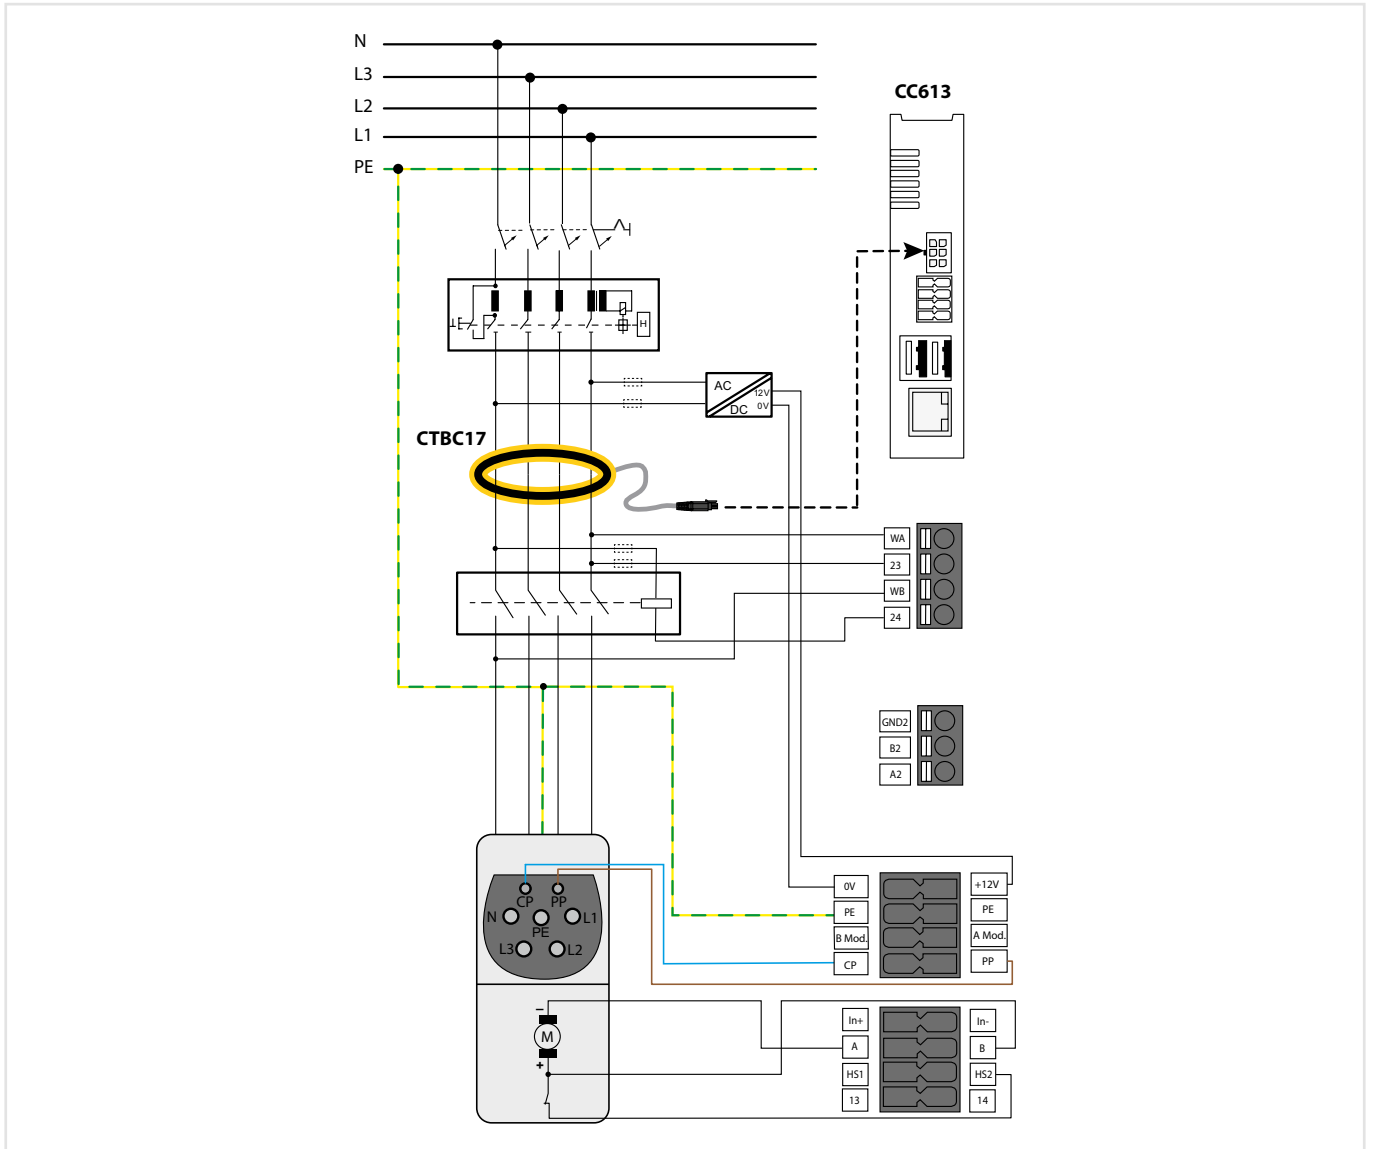 N
L3
L2
L1
PE
CC613
H
AC
DC
12V
0V
CTBC17
WA
23
WB
24
GND2
B2
A2
0V
+12V
PE
PE
B Mod.
A Mod.
CP
PP
CP
PP
N
L1
PE
L3
L2
–
M
+
In+
In-
A
B
HS1
HS2
13
14